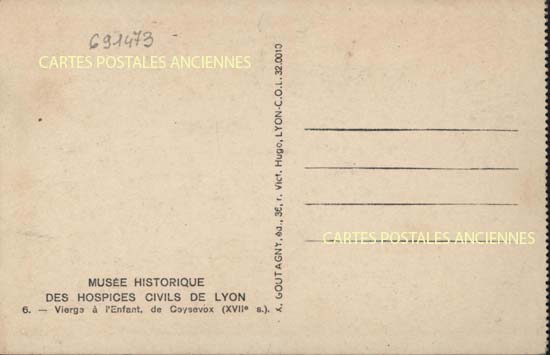 691473
CARTES POSTALES ANCIENNES
X. GOUTAGNY, éd., 36, r. Vict. Hugo, LYON-C.O.L. 32.0010
CARTES POSTALES ANCIENNES
MUSÉE HISTORIQUE
DES HOSPICES CIVILS DE LYON
6. — Vierge à l'Enfant, de Coysevox (XVIIe s.).